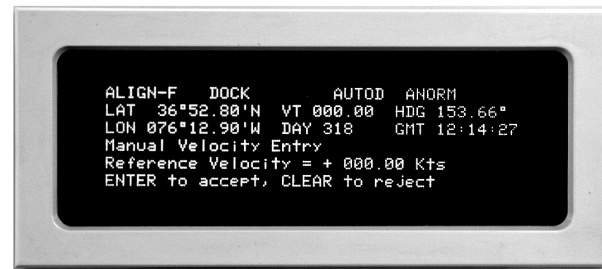 ALIGN-F DOCK AUTOD ANORM
LAT 36°52.80'N VT 000.00 HDG 153.66°
LON 076°12.90'W DAY 318 GMT 12:14:27
Manual Velocity Entry
Reference Velocity = + 000.00 Kts
ENTER to accept, CLEAR to reject